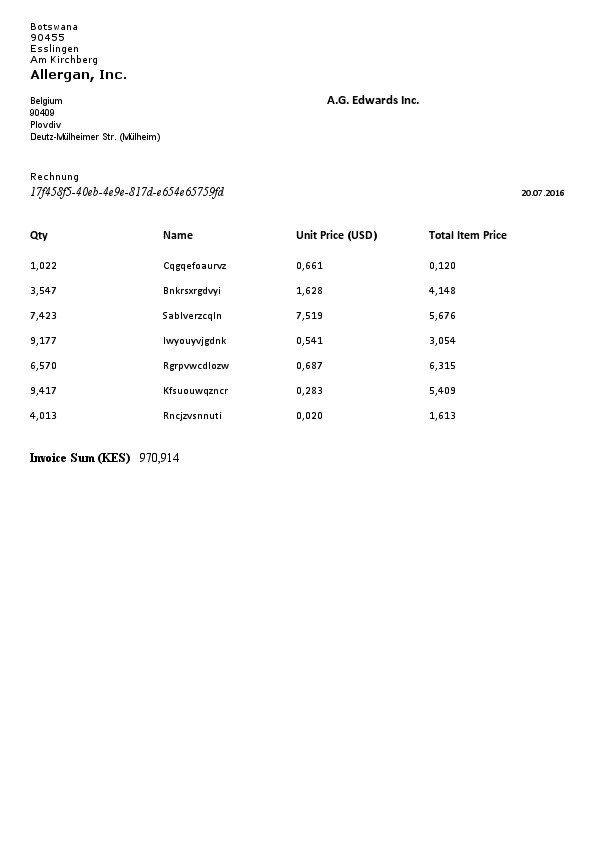 Botswana
90455
Esslingen
Am Kirchberg
Allergan, Inc.
Belgium
90409
Plovdiv
Deutz-Mülheimer Str. (Mülheim)
A.G. Edwards Inc.
Rechnung
17f458f5-40eb-4e9e-817d-e654e65759fd
20.07.2016
Qty Name Unit Price (USD) Total Item Price
1,022 Cqgqefoaurvz 0,661 0,120
3,547 Bnkrsxrgdvyi 1,628 4,148
7,423 Sablverzcqln 7,519 5,676
9,177 Iwyouyvjgdnk 0,541 3,054
6,570 Rgrpvwcdlozw 0,687 6,315
9,417 Kfsuouwqzncr 0,283 5,409
4,013 Rncjzvsnnuti 0,020 1,613
Invoice Sum (KES) 970,914